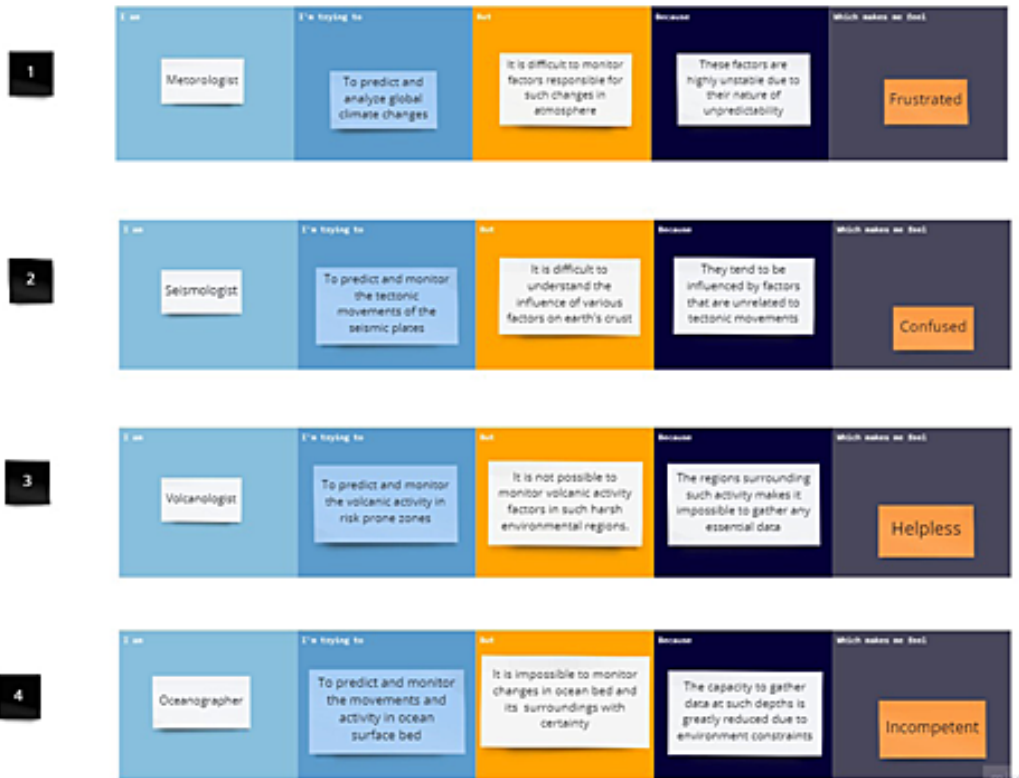 1
I am
I'm trying to
But
Because
Which makes me feel
Metorologist
To predict and
analyze global
climate changes
It is difficult to monitor
factors responsible for
such changes in
atmosphere
These factors are
highly unstable due to
their nature of
unpredictability
Frustrated
2
I am
I'm trying to
But
Because
Which makes me feel
Seismologist
To predict and monitor
the tectonic
movements of the
seismic plates
It is difficult to
understand the
influence of various
factors on earth's crust
They tend to be
influenced by factors
that are unrelated to
tectonic movements
Confused
3
I am
I'm trying to
But
Because
Which makes me feel
Volcanologist
To predict and monitor
the volcanic activity in
risk prone zones
It is not possible to
monitor volcanic activity
factors in such harsh
environmental regions.
The regions surrounding
such activity makes it
impossible to gather any
essential data
Helpless
4
I am
I'm trying to
But
Because
Which makes me feel
Oceanographer
To predict and monitor
the movements and
activity in ocean
surface bed
It is impossible to monitor
changes in ocean bed and
its surroundings with
certainty
The capacity to gather
data at such depths is
greatly reduced due to
environment constraints
Incompetent